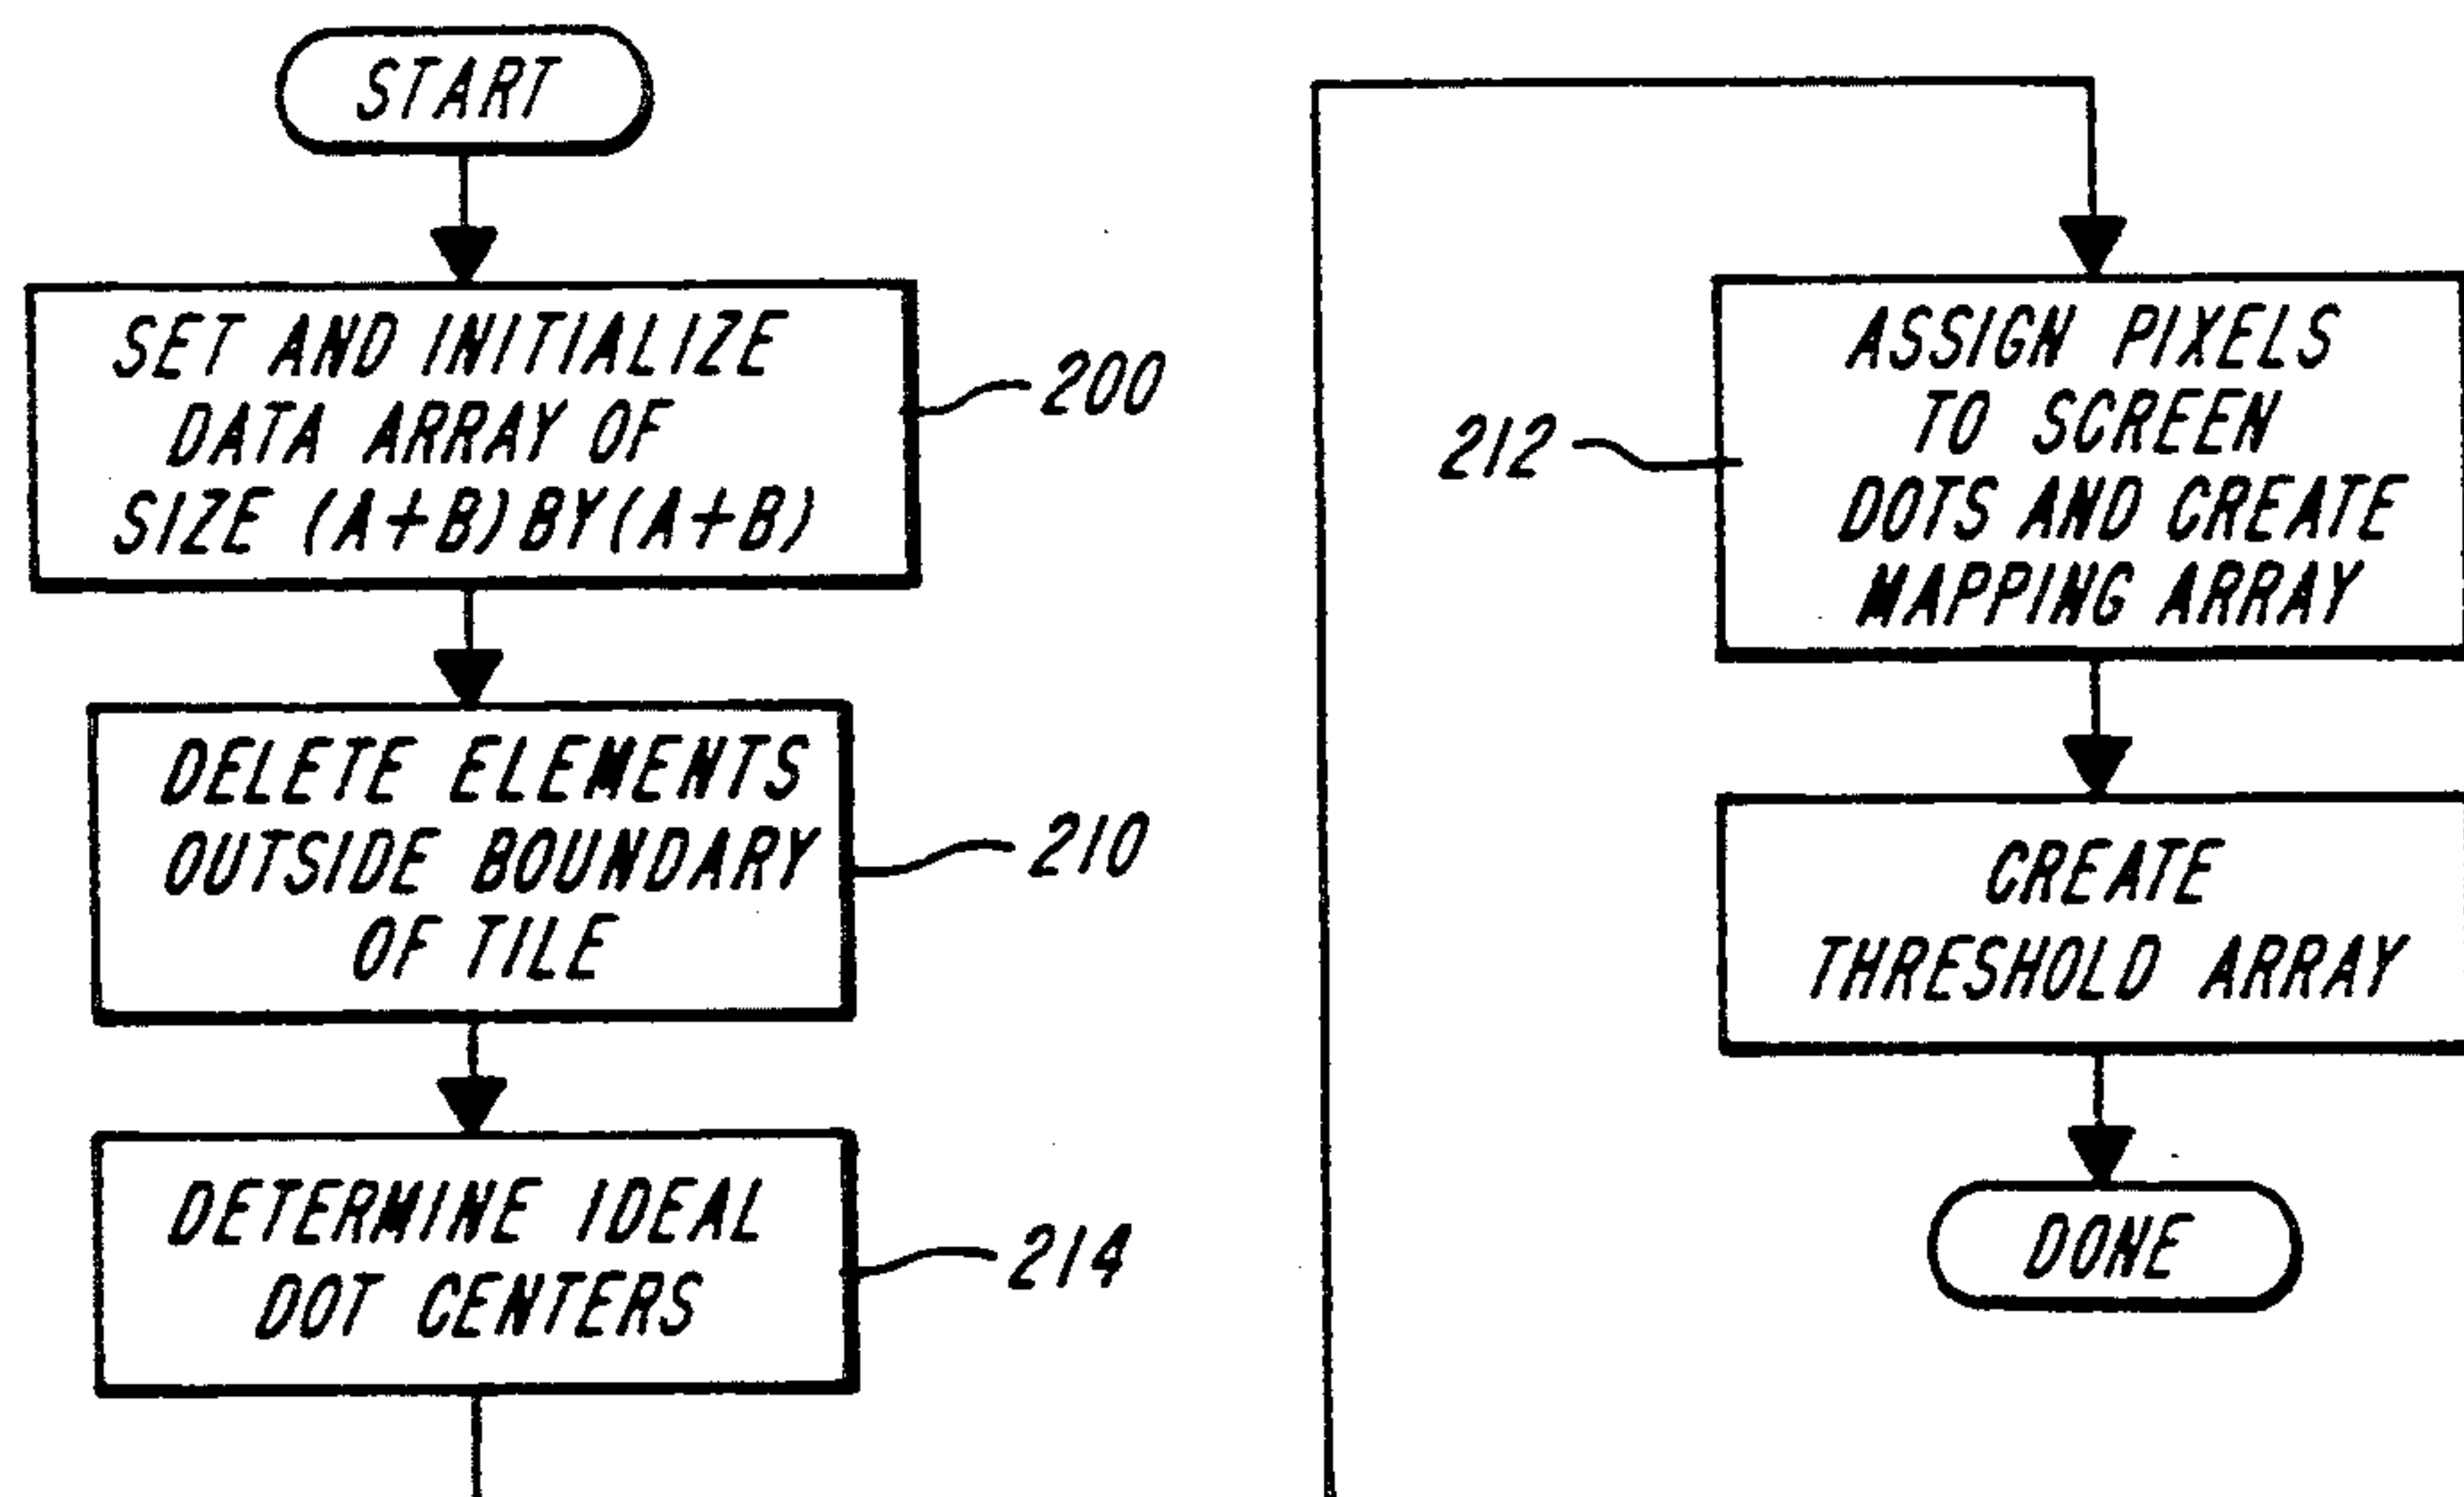 START
SET AND INITIALIZE
DATA ARRAY OF
SIZE (A+B) BY (A+B)
200
DELETE ELEMENTS
OUTSIDE BOUNDARY
OF TILE
210
DETERMINE IDEAL
DOT CENTERS
214
ASSIGN PIXELS
TO SCREEN
DOTS AND CREATE
MAPPING ARRAY
212
CREATE
THRESHOLD ARRAY
DONE